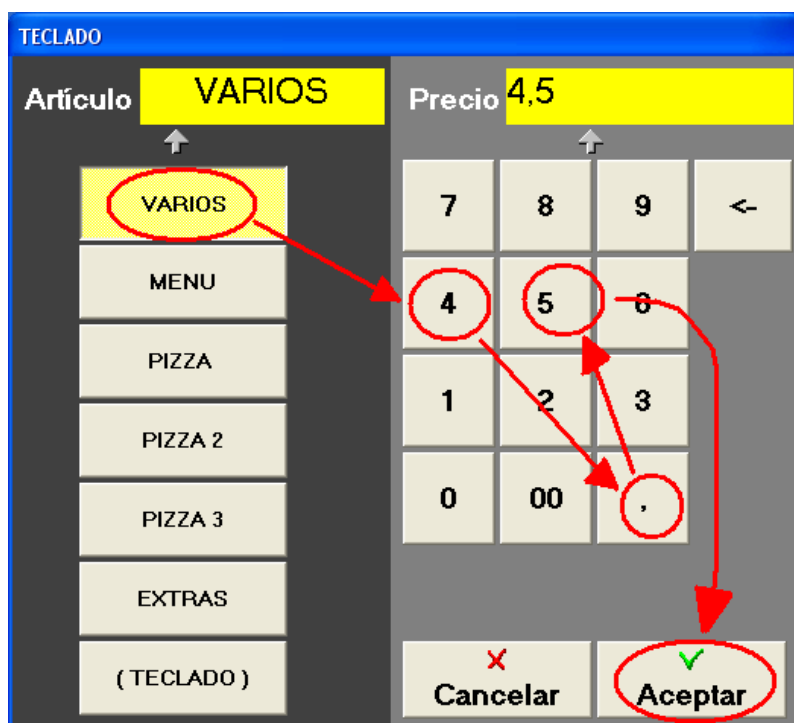 TECLADO
Artículo VARIOS
Precio 4,5
VARIOS
MENU
PIZZA
PIZZA 2
PIZZA 3
EXTRAS
( TECLADO )
7 8 9 <-
4 5 6
1 2 3
0 00 ,
Cancelar Aceptar